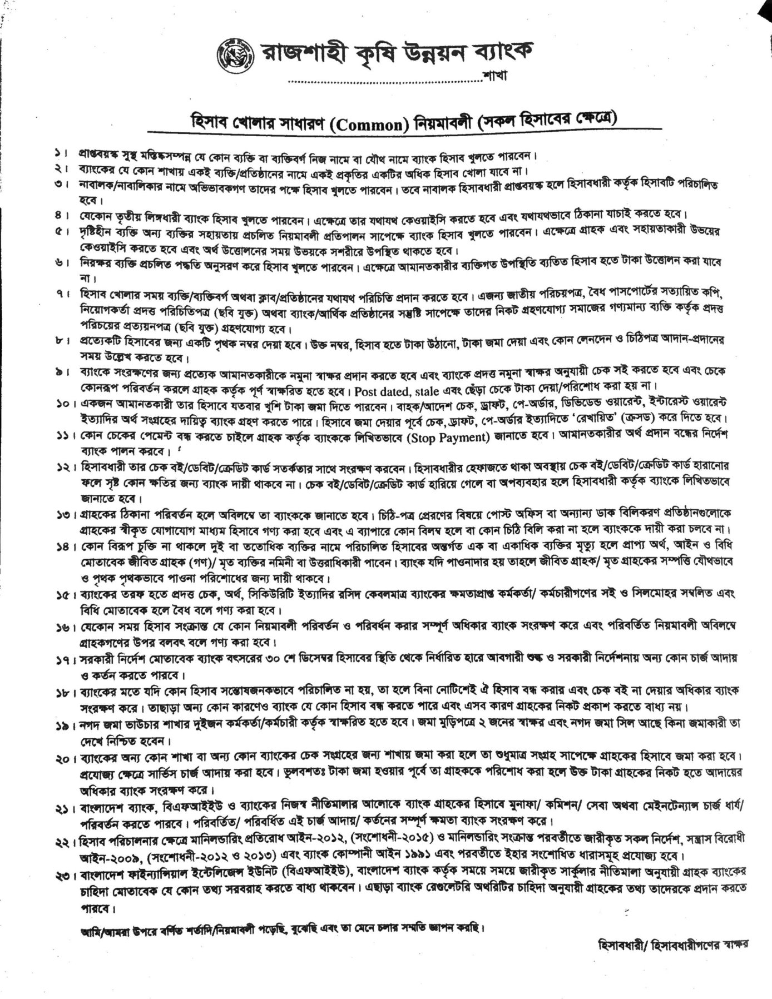 রাজশাহী কৃষি উন্নয়ন ব্যাংক
..........................................................শাখা
হিসাব খোলার সাধারণ (Common) নিয়মাবলী (সকল হিসাবের ক্ষেত্রে)
১। প্রাপ্তবয়স্ক সুস্থ মস্তিষ্কসম্পন্ন যে কোন ব্যক্তি বা ব্যক্তিবর্গ নিজ নামে বা যৌথ নামে ব্যাংক হিসাব খুলতে পারবেন।
২। ব্যাংকের যে কোন শাখায় একই ব্যক্তি/প্রতিষ্ঠানের নামে একই প্রকৃতির একটির অধিক হিসাব খোলা যাবে না।
৩। নাবালক/নাবালিকার নামে অভিভাবকগণ তাদের পক্ষে হিসাব খুলতে পারবেন। তবে নাবালক হিসাবধারী প্রাপ্তবয়স্ক হলে হিসাবধারী কর্তৃক হিসাবটি পরিচালিত
হবে।
৪। যেকোন তৃতীয় লিঙ্গধারী ব্যাংক হিসাব খুলতে পারবেন। এক্ষেত্রে তার যথাযথ কেওয়াইসি করতে হবে এবং যথাযথভাবে ঠিকানা যাচাই করতে হবে।
৫। দৃষ্টিহীন ব্যক্তি অন্য ব্যক্তির সহায়তায় প্রচলিত নিয়মাবলী প্রতিপালন সাপেক্ষে ব্যাংক হিসাব খুলতে পারবেন। এক্ষেত্রে গ্রাহক এবং সহায়তাকারী উভয়ের
কেওয়াইসি করতে হবে এবং অর্থ উত্তোলনের সময় উভয়কে সশরীরে উপস্থিত থাকতে হবে।
৬। নিরক্ষর ব্যক্তি প্রচলিত পদ্ধতি অনুসরণ করে হিসাব খুলতে পারবেন। এক্ষেত্রে আমানতকারীর ব্যক্তিগত উপস্থিতি ব্যতিত হিসাব হতে টাকা উত্তোলন করা যাবে
না।
৭। হিসাব খোলার সময় ব্যক্তি/ব্যক্তিবর্গ অথবা ক্লাব/প্রতিষ্ঠানের যথাযথ পরিচিতি প্রদান করতে হবে। এজন্য জাতীয় পরিচয়পত্র, বৈধ পাসপোর্টের সত্যায়িত কপি,
নিয়োগকর্তা প্রদত্ত পরিচিতিপত্র (ছবি যুক্ত) অথবা ব্যাংক/আর্থিক প্রতিষ্ঠানের সন্তুষ্টি সাপেক্ষে তাদের নিকট গ্রহণযোগ্য সমাজের গণ্যমান্য ব্যক্তি কর্তৃক প্রদত্ত
পরিচয়ের প্রত্যয়নপত্র (ছবি যুক্ত) গ্রহণযোগ্য হবে।
৮। প্রত্যেকটি হিসাবের জন্য একটি পৃথক নম্বর দেয়া হবে। উক্ত নম্বর, হিসাব হতে টাকা উঠানো, টাকা জমা দেয়া এবং কোন লেনদেন ও চিঠিপত্র আদান-প্রদানের
সময় উল্লেখ করতে হবে।
৯। ব্যাংকে সংরক্ষণের জন্য প্রত্যেক আমানতকারীকে নমুনা স্বাক্ষর প্রদান করতে হবে এবং ব্যাংকে প্রদত্ত নমুনা স্বাক্ষর অনুযায়ী চেক সই করতে হবে এবং চেকে
কোনরূপ পরিবর্তন করলে গ্রাহক কর্তৃক পূর্ণ স্বাক্ষরিত হতে হবে। Post dated, stale এবং ছেঁড়া চেকে টাকা দেয়া/পরিশোধ করা হয় না।
১০। একজন আমানতকারী তার হিসাবে যতবার খুশি টাকা জমা দিতে পারবেন। বাহক/আদেশ চেক, ড্রাফট, পে-অর্ডার, ডিভিডেন্ড ওয়ারেন্ট, ইন্টারেস্ট ওয়ারেন্ট
ইত্যাদির অর্থ সংগ্রহের দায়িত্ব ব্যাংক গ্রহণ করতে পারে। হিসাবে জমা দেয়ার পূর্বে চেক, ড্রাফট, পে-অর্ডার ইত্যাদিতে ‘রেখায়িত’ (ক্রসড) করে দিতে হবে।
১১। কোন চেকের পেমেন্ট বন্ধ করতে চাইলে গ্রাহক কর্তৃক ব্যাংককে লিখিতভাবে (Stop Payment) জানাতে হবে। আমানতকারীর অর্থ প্রদান বন্ধের নির্দেশ
ব্যাংক পালন করবে।
১২। হিসাবধারী তার চেক বই/ডেবিট/ক্রেডিট কার্ড সতর্কতার সাথে সংরক্ষণ করবেন। হিসাবধারীর হেফাজতে থাকা অবস্থায় চেক বই/ডেবিট/ক্রেডিট কার্ড হারানোর
ফলে সৃষ্ট কোন ক্ষতির জন্য ব্যাংক দায়ী থাকবে না। চেক বই/ডেবিট/ক্রেডিট কার্ড হারিয়ে গেলে বা অপব্যবহার হলে হিসাবধারী কর্তৃক ব্যাংকে লিখিতভাবে
জানাতে হবে।
১৩। গ্রাহকের ঠিকানা পরিবর্তন হলে অবিলম্বে তা ব্যাংককে জানাতে হবে। চিঠি-পত্র প্রেরণের বিষয়ে পোস্ট অফিস বা অন্যান্য ডাক বিলিকরণ প্রতিষ্ঠানগুলোকে
গ্রাহকের স্বীকৃত যোগাযোগ মাধ্যম হিসাবে গণ্য করা হবে এবং এ ব্যাপারে কোন বিলম্ব হলে বা কোন চিঠি বিলি করা না হলে ব্যাংককে দায়ী করা চলবে না।
১৪। কোন বিরূপ চুক্তি না থাকলে দুই বা ততোধিক ব্যক্তির নামে পরিচালিত হিসাবের অন্তর্গত এক বা একাধিক ব্যক্তির মৃত্যু হলে প্রাপ্য অর্থ, আইন ও বিধি
মোতাবেক জীবিত গ্রাহক (গণ)/ মৃত ব্যক্তির নমিনী বা উত্তরাধিকারী পাবেন। ব্যাংক যদি পাওনাদার হয় তাহলে জীবিত গ্রাহক/ মৃত গ্রাহকের সম্পত্তি যৌথভাবে
ও পৃথক পৃথকভাবে পাওনা পরিশোধের জন্য দায়ী থাকবে।
১৫। ব্যাংকের তরফ হতে প্রদত্ত চেক, অর্থ, সিকিউরিটি ইত্যাদির রসিদ কেবলমাত্র ব্যাংকের ক্ষমতাপ্রাপ্ত কর্মকর্তা/ কর্মচারীগণের সই ও সিলমোহর সম্বলিত এবং
বিধি মোতাবেক হলে বৈধ বলে গণ্য করা হবে।
১৬। যেকোন সময় হিসাব সংক্রান্ত যে কোন নিয়মাবলী পরিবর্তন ও পরিবর্ধন করার সম্পূর্ণ অধিকার ব্যাংক সংরক্ষণ করে এবং পরিবর্তিত নিয়মাবলী অবিলম্বে
গ্রাহকগণের উপর বলবৎ বলে গণ্য করা হবে।
১৭। সরকারী নির্দেশ মোতাবেক ব্যাংক বৎসরের ৩০ শে ডিসেম্বর হিসাবের স্থিতি থেকে নির্ধারিত হারে আবগারী শুল্ক ও সরকারী নির্দেশনায় অন্য কোন চার্জ আদায়
ও কর্তন করতে পারবে।
১৮। ব্যাংকের মতে যদি কোন হিসাব সন্তোষজনকভাবে পরিচালিত না হয়, তা হলে বিনা নোটিশেই ঐ হিসাব বন্ধ করার এবং চেক বই না দেয়ার অধিকার ব্যাংক
সংরক্ষণ করে। তাছাড়া অন্য কোন কারণেও ব্যাংক যে কোন হিসাব বন্ধ করতে পারে এবং এসব কারণ গ্রাহকের নিকট প্রকাশ করতে বাধ্য নয়।
১৯। নগদ জমা ভাউচার শাখার দুইজন কর্মকর্তা/কর্মচারী কর্তৃক স্বাক্ষরিত হতে হবে। জমা মুড়িপত্রে ২ জনের স্বাক্ষর এবং নগদ জমা সিল আছে কিনা জমাকারী তা
দেখে নিশ্চিত হবেন।
২০। ব্যাংকের অন্য কোন শাখা বা অন্য কোন ব্যাংকের চেক সংগ্রহের জন্য শাখায় জমা করা হলে তা শুধুমাত্র সংগ্রহ সাপেক্ষে গ্রাহকের হিসাবে জমা করা হবে।
প্রযোজ্য ক্ষেত্রে সার্ভিস চার্জ আদায় করা হবে। ভুলবশতঃ টাকা জমা হওয়ার পূর্বে তা গ্রাহককে পরিশোধ করা হলে উক্ত টাকা গ্রাহকের নিকট হতে আদায়ের
অধিকার ব্যাংক সংরক্ষণ করে।
২১। বাংলাদেশ ব্যাংক, বিএফআইইউ ও ব্যাংকের নিজস্ব নীতিমালার আলোকে ব্যাংক গ্রাহকের হিসাবে মুনাফা/ কমিশন/ সেবা অথবা মেইনটেন্যান্স চার্জ ধার্য/
পরিবর্তন করতে পারবে। পরিবর্তিত/ পরিবর্ধিত এই চার্জ আদায়/ কর্তনের সম্পূর্ণ ক্ষমতা ব্যাংক সংরক্ষণ করে।
২২। হিসাব পরিচালনার ক্ষেত্রে মানিলন্ডারিং প্রতিরোধ আইন-২০১২, (সংশোধনী-২০১৫) ও মানিলন্ডারিং সংক্রান্ত পরবর্তীতে জারীকৃত সকল নির্দেশ, সন্ত্রাস বিরোধী
আইন-২০০৯, (সংশোধনী-২০১২ ও ২০১৩) এবং ব্যাংক কোম্পানী আইন ১৯৯১ এবং পরবর্তীতে ইহার সংশোধিত ধারাসমূহ প্রযোজ্য হবে।
২৩। বাংলাদেশ ফাইন্যান্সিয়াল ইন্টেলিজেন্স ইউনিট (বিএফআইইউ), বাংলাদেশ ব্যাংক কর্তৃক সময়ে সময়ে জারীকৃত সার্কুলার নীতিমালা অনুযায়ী গ্রাহক ব্যাংকের
চাহিদা মোতাবেক যে কোন তথ্য সরবরাহ করতে বাধ্য থাকবেন। এছাড়া ব্যাংক রেগুলেটরি অথরিটির চাহিদা অনুযায়ী গ্রাহকের তথ্য তাদেরকে প্রদান করতে
পারবে।
আমি/আমরা উপরে বর্ণিত শর্তাদি/নিয়মাবলী পড়েছি, বুঝেছি এবং তা মেনে চলার সম্মতি জ্ঞাপন করছি।
হিসাবধারী/ হিসাবধারীগণের স্বাক্ষর